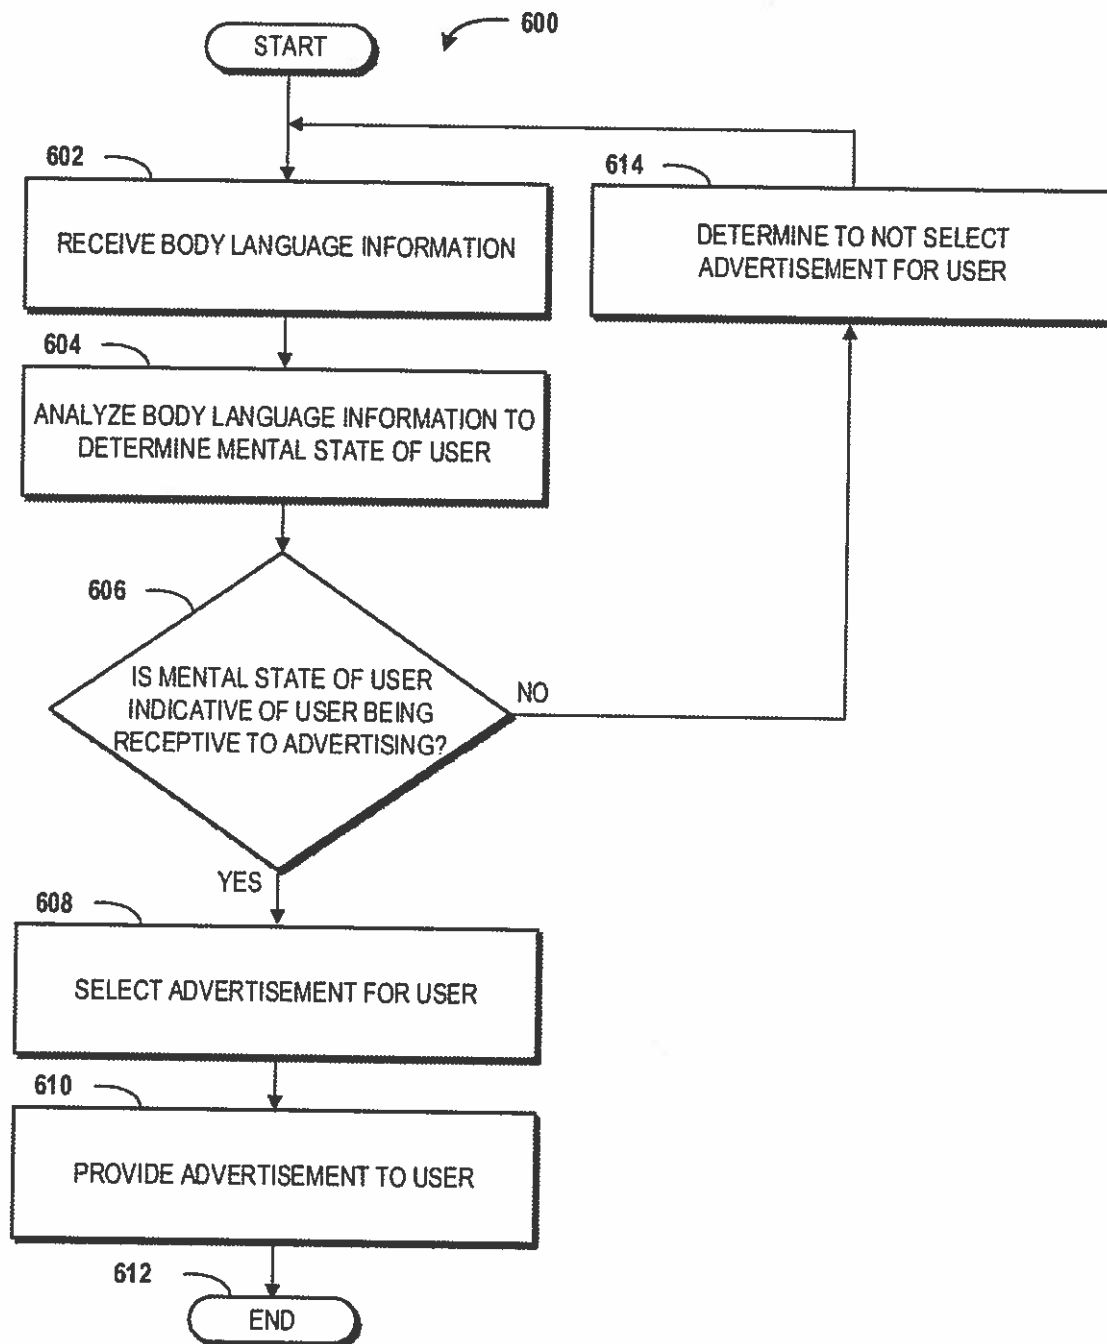 START
600
602
RECEIVE BODY LANGUAGE INFORMATION
614
DETERMINE TO NOT SELECT
ADVERTISEMENT FOR USER
604
ANALYZE BODY LANGUAGE INFORMATION TO
DETERMINE MENTAL STATE OF USER
606
IS MENTAL STATE OF USER
INDICATIVE OF USER BEING
RECEPTIVE TO ADVERTISING?
NO
YES
608
SELECT ADVERTISEMENT FOR USER
610
PROVIDE ADVERTISEMENT TO USER
612
END